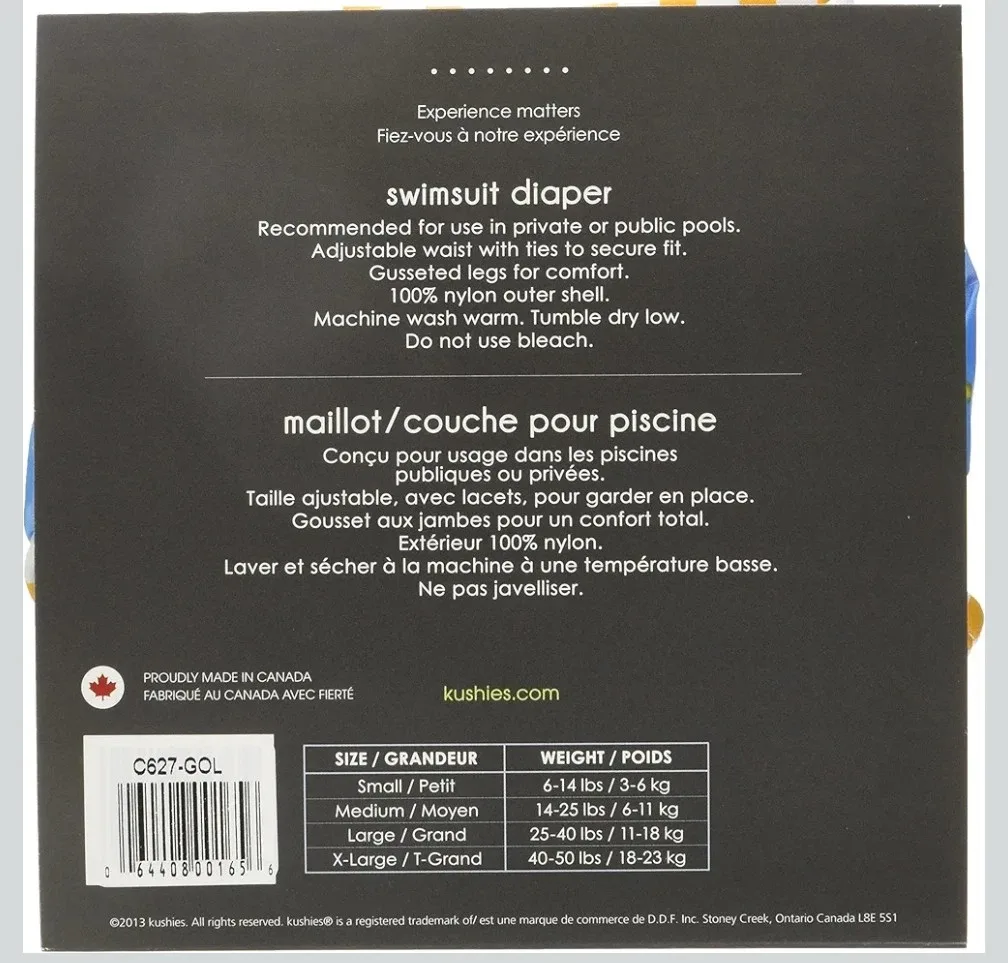 Experience matters
Fiez-vous à notre expérience
swimsuit diaper
Recommended for use in private or public pools.
Adjustable waist with ties to secure fit.
Gusseted legs for comfort.
100% nylon outer shell.
Machine wash warm. Tumble dry low.
Do not use bleach.
maillot/couche pour piscine
Conçu pour usage dans les piscines
publiques ou privées.
Taille ajustable, avec lacets, pour garder en place.
Gousset aux jambes pour un confort total.
Extérieur 100% nylon.
Laver et sécher à la machine à une température basse.
Ne pas javelliser.
PROUDLY MADE IN CANADA
FABRIQUÉ AU CANADA AVEC FIERTÉ
kushies.com
C627-GOL
0 64408 00165 6
SIZE / GRANDEUR WEIGHT / POIDS
Small / Petit 6-14 lbs / 3-6 kg
Medium / Moyen 14-25 lbs / 6-11 kg
Large / Grand 25-40 lbs / 11-18 kg
X-Large / T-Grand 40-50 lbs / 18-23 kg
©2013 kushies. All rights reserved. kushies® is a registered trademark of/ est une marque de commerce de D.D.F. Inc. Stoney Creek, Ontario Canada L8E 5S1